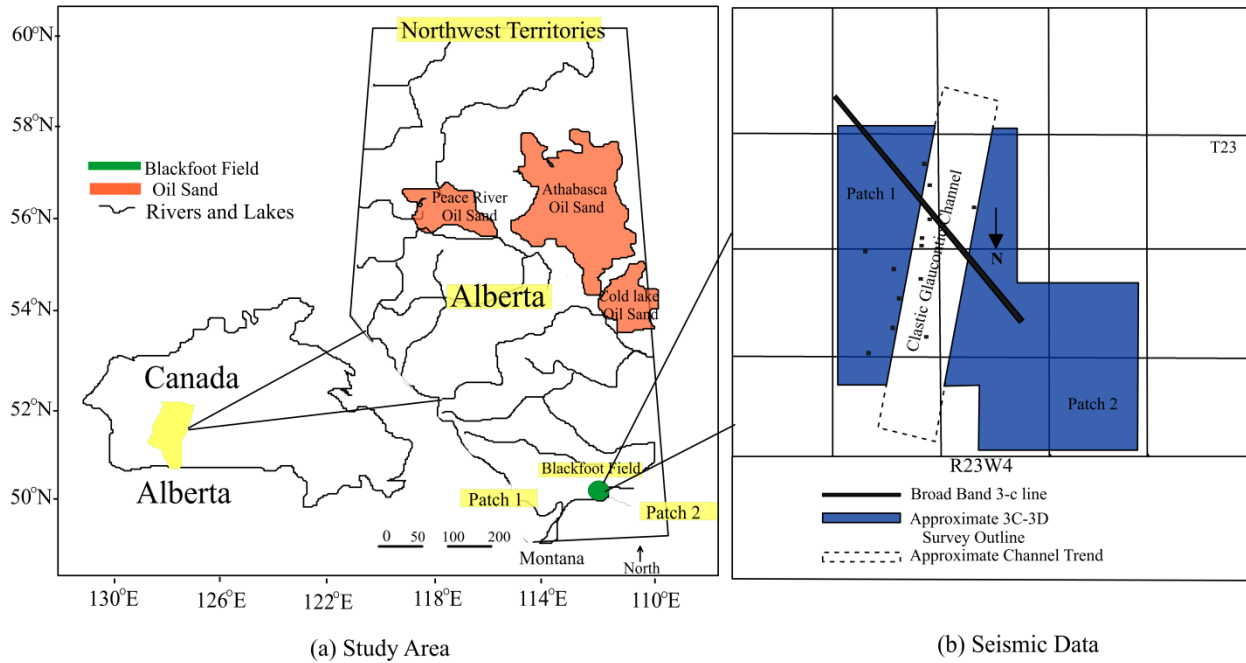 60°N
58°N
56°N
54°N
52°N
50°N
130°E
126°E
122°E
118°E
114°E
110°E
Northwest Territories
Blackfoot Field
Oil Sand
Rivers and Lakes
Peace River
Oil Sand
Athabasca
Oil Sand
Cold lake
Oil Sand
Alberta
Canada
Alberta
Blackfoot Field
Patch 1
Patch 2
0 50 100 200
Montana
North
(a) Study Area
T23
Patch 1
Clastic Glaucontic Channel
N
Patch 2
R23W4
Broad Band 3-c line
Approximate 3C-3D
Survey Outline
Approximate Channel Trend
(b) Seismic Data